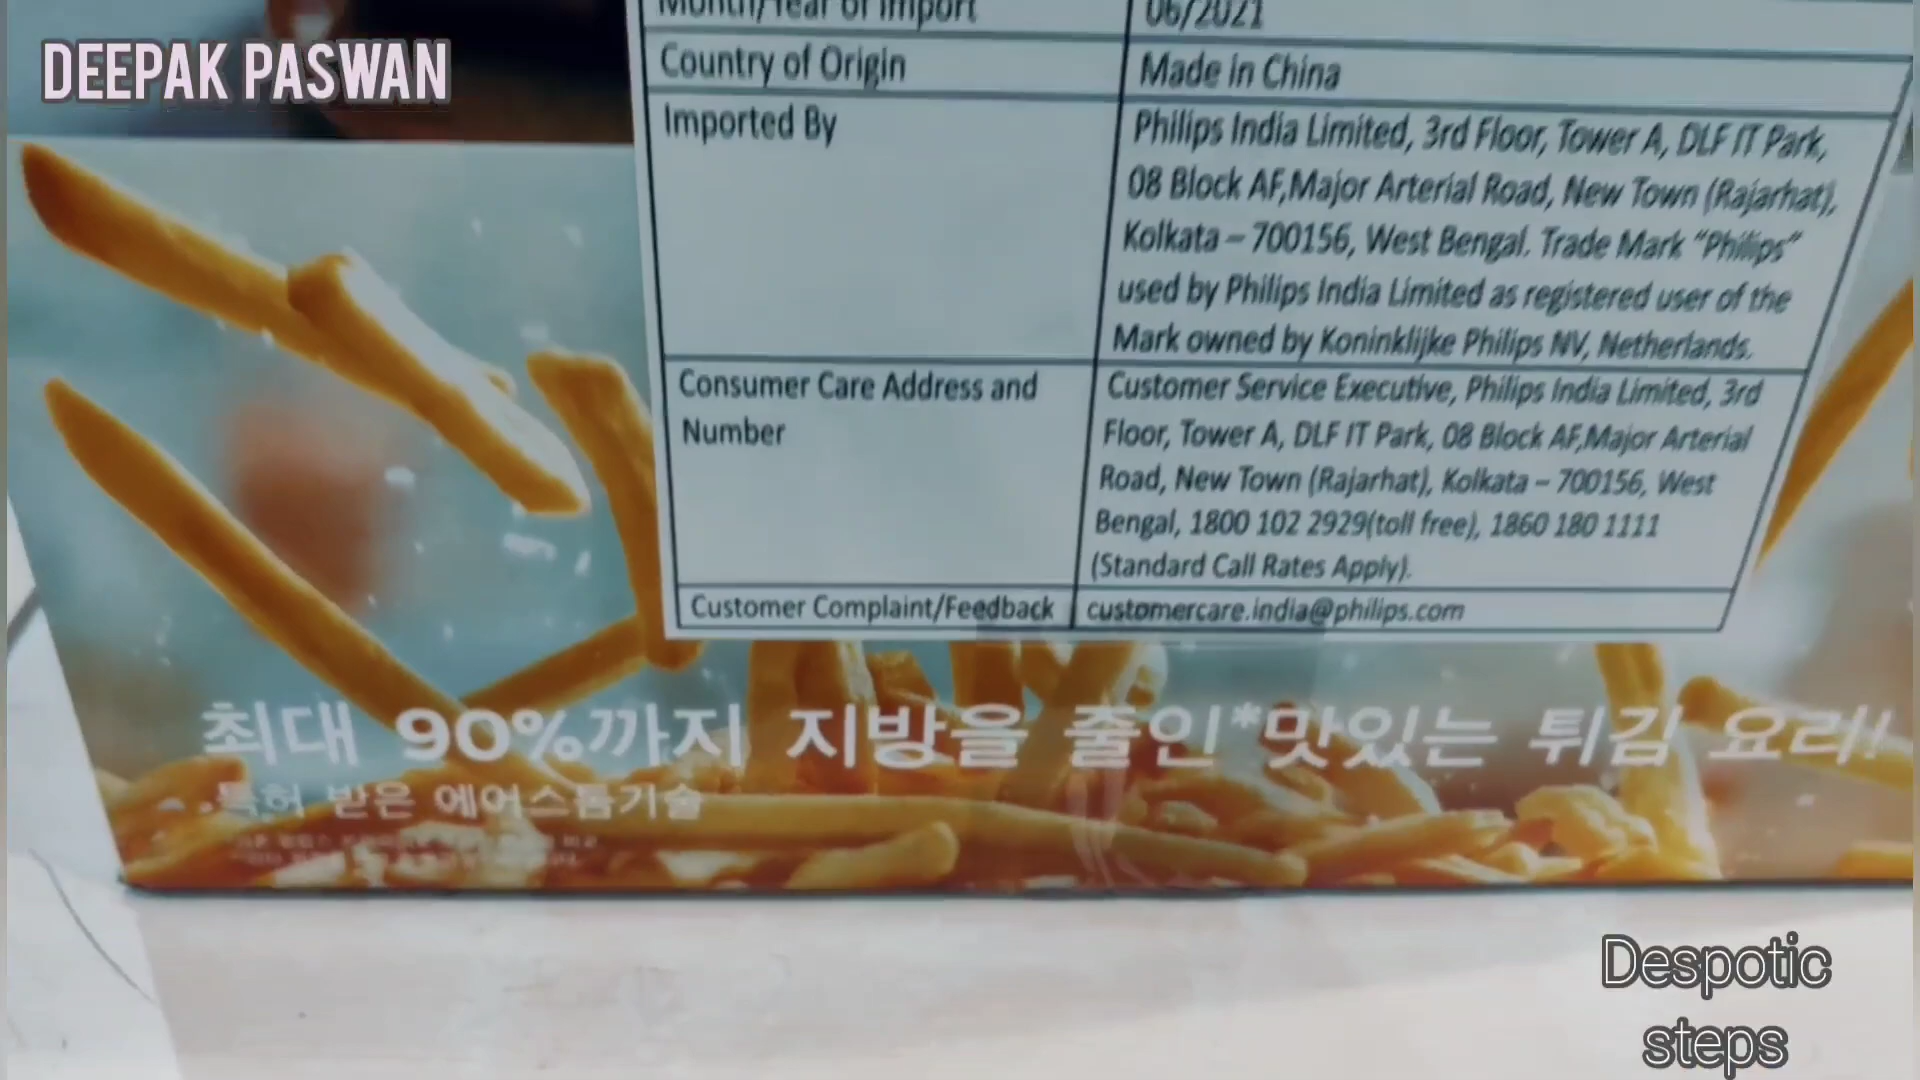 DEEPAK PASWAN
Month/Year of Import 06/2021
Country of Origin Made in China
Imported By Philips India Limited, 3rd Floor, Tower A, DLF IT Park,
08 Block AF,Major Arterial Road, New Town (Rajarhat),
Kolkata – 700156, West Bengal. Trade Mark “Philips”
used by Philips India Limited as registered user of the
Mark owned by Koninklijke Philips NV, Netherlands.
Consumer Care Address and Customer Service Executive, Philips India Limited, 3rd
Number Floor, Tower A, DLF IT Park, 08 Block AF,Major Arterial
Road, New Town (Rajarhat), Kolkata – 700156, West
Bengal, 1800 102 2929(toll free), 1860 180 1111
(Standard Call Rates Apply).
Customer Complaint/Feedback customercare.india@philips.com
최대 90%까지 지방을 줄인*맛있는 튀김 요리!
특허 받은 에어스톰기술
Despotic
steps